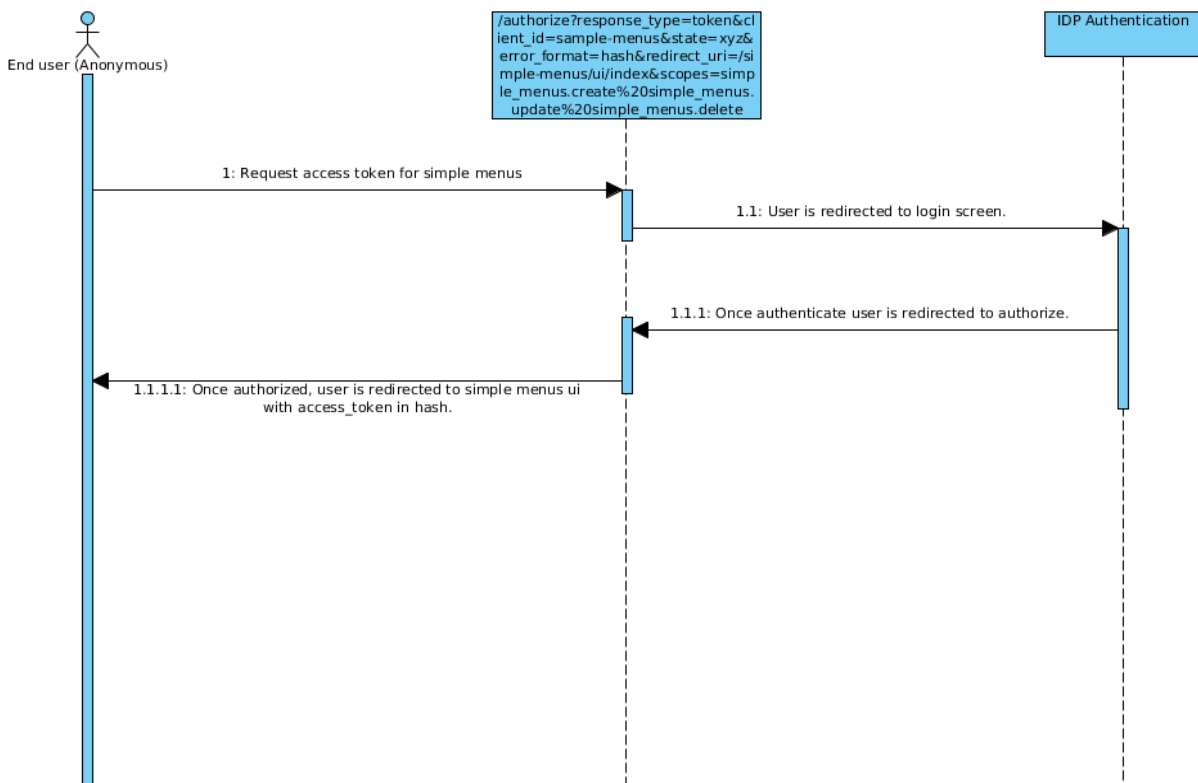 /authorize?response_type=token&cl
ient_id=sample-menus&state=xyz&
error_format=hash&redirect_uri=/si
mple-menus/ui/index&scopes=simp
le_menus.create%20simple_menus.
update%20simple_menus.delete
IDP Authentication
End user (Anonymous)
1: Request access token for simple menus
1.1: User is redirected to login screen.
1.1.1: Once authenticate user is redirected to authorize.
1.1.1.1: Once authorized, user is redirected to simple menus ui
with access_token in hash.